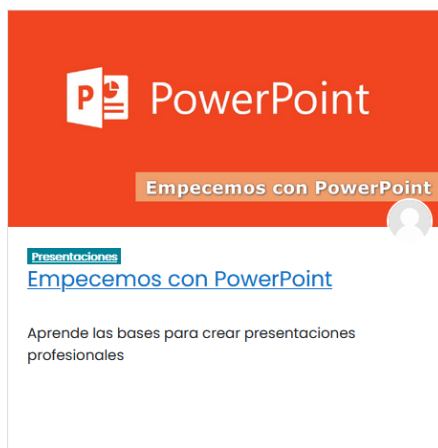 P
PowerPoint
Empecemos con PowerPoint
Presentaciones
Empecemos con PowerPoint
Aprende las bases para crear presentaciones
profesionales